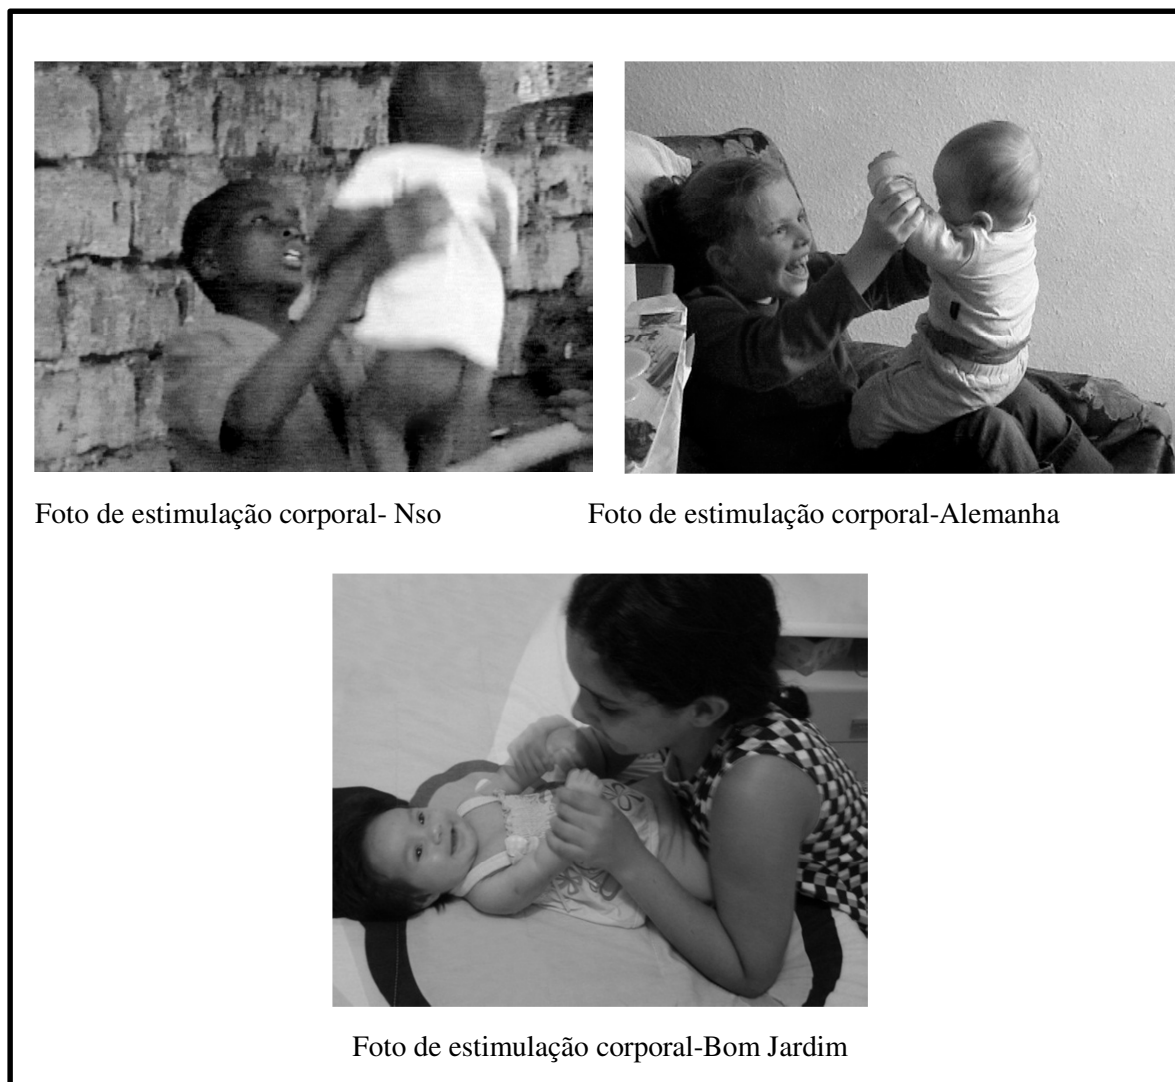 Foto de estimulação corporal- Nso
Foto de estimulação corporal-Alemanha
Foto de estimulação corporal-Bom Jardim